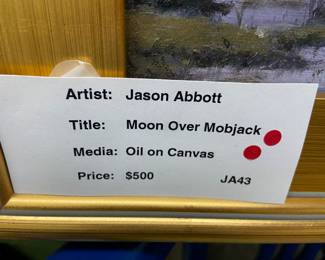 Artist: Jason Abbott
Title: Moon Over Mobjack
Media: Oil on Canvas
Price: $500 JA43